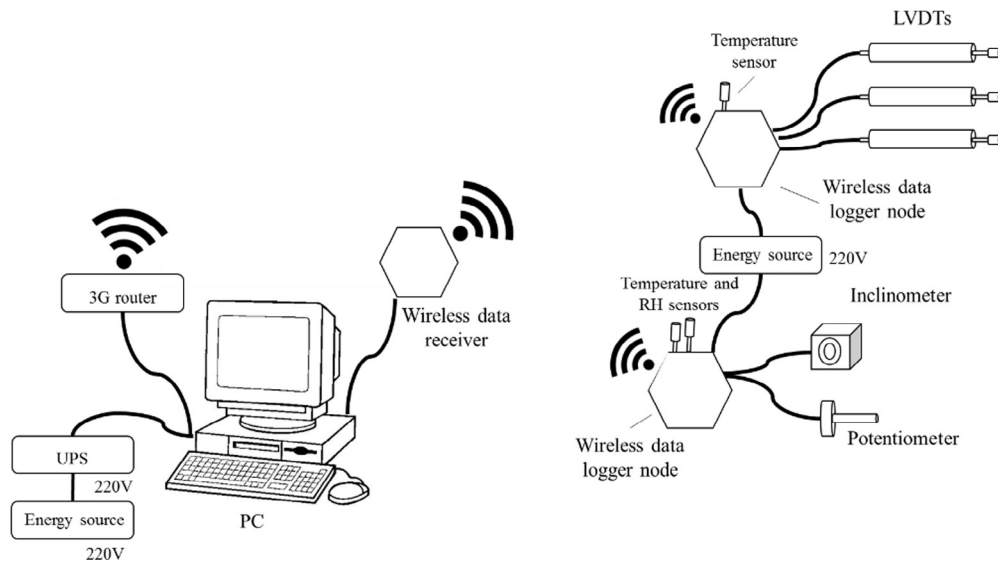 3G router
Wireless data
receiver
UPS
220V
Energy source
220V
PC
LVDTs
Temperature
sensor
Wireless data
logger node
Energy source
220V
Temperature and
RH sensors
Inclinometer
Wireless data
logger node
Potentiometer